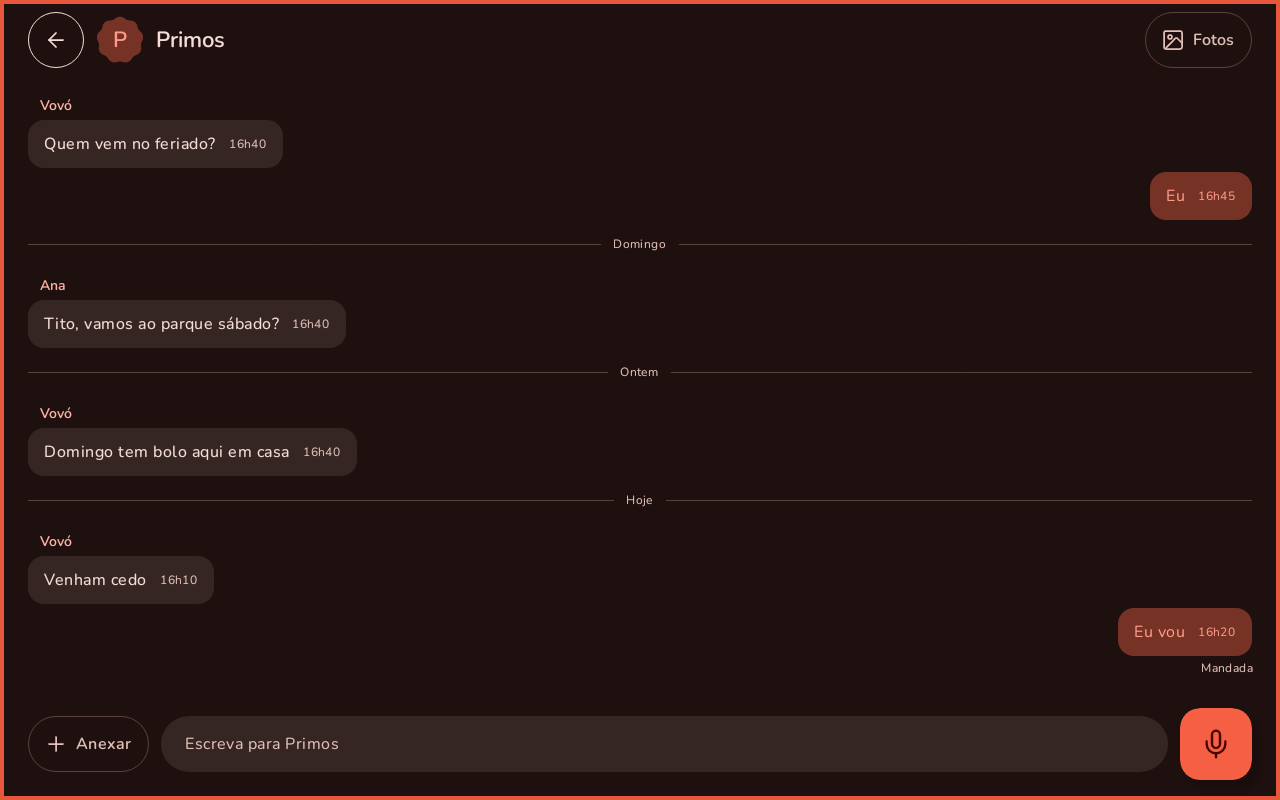 P Primos
Fotos
Vovó
Quem vem no feriado? 16h40
Eu 16h45
Domingo
Ana
Tito, vamos ao parque sábado? 16h40
Ontem
Vovó
Domingo tem bolo aqui em casa 16h40
Hoje
Vovó
Venham cedo 16h10
Eu vou 16h20
Mandada
Anexar
Escreva para Primos